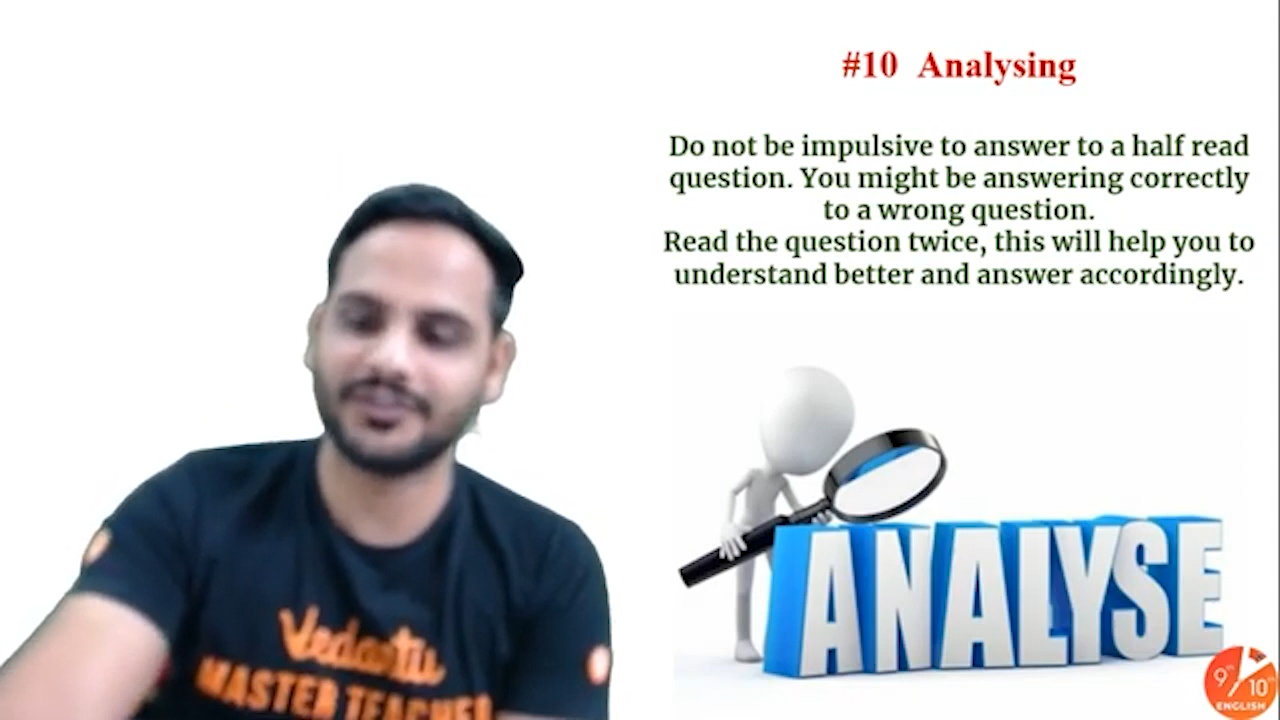 #10 Analysing
Do not be impulsive to answer to a half read
question. You might be answering correctly
to a wrong question.
Read the question twice, this will help you to
understand better and answer accordingly.
ANALYSE
Vedantu
MASTER TEACHER
9th 10th
ENGLISH